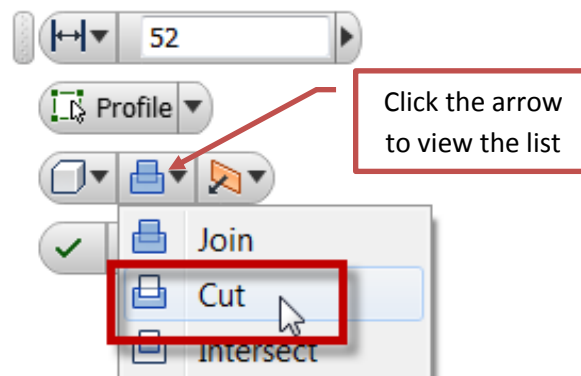 52
Profile
Click the arrow
to view the list
Join
Cut
Intersect